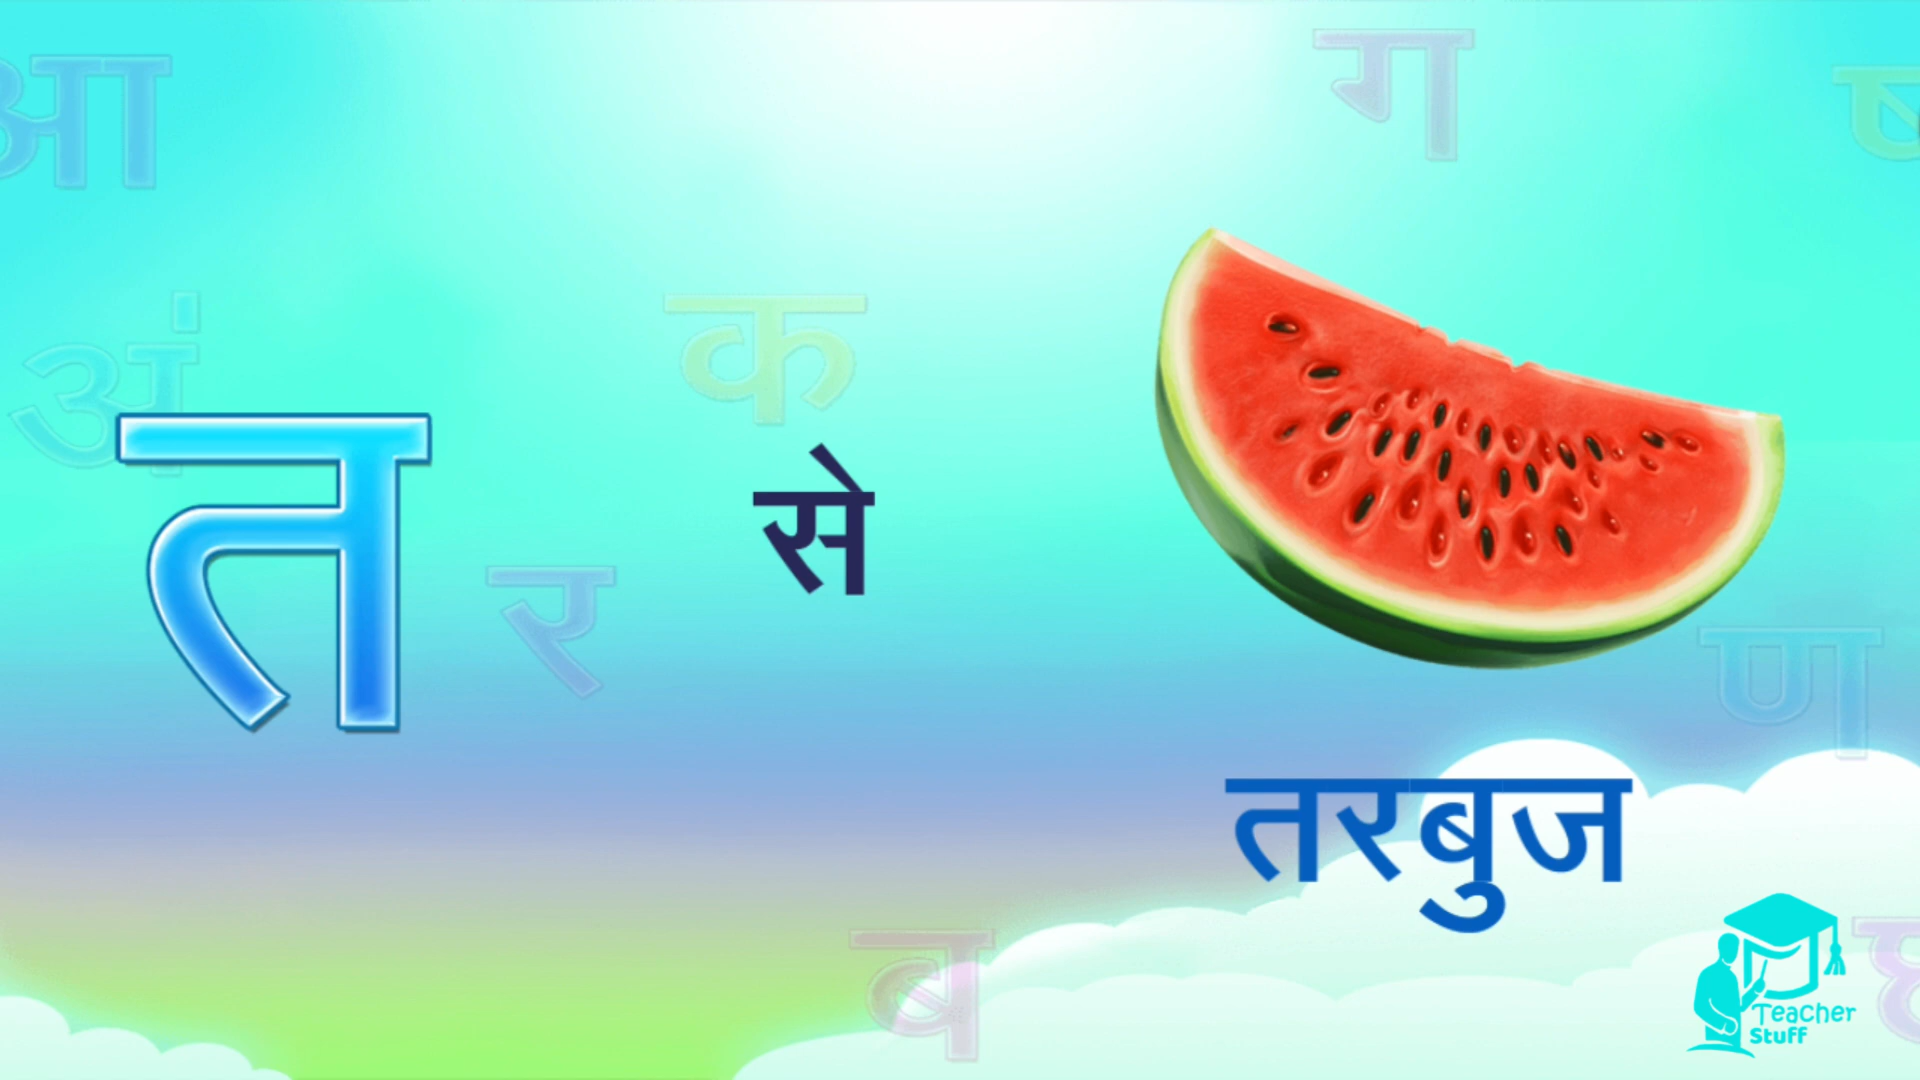 आ
ग
ष
अं
क
त
से
र
ण
तरबुज
ब
Teacher
Stuff